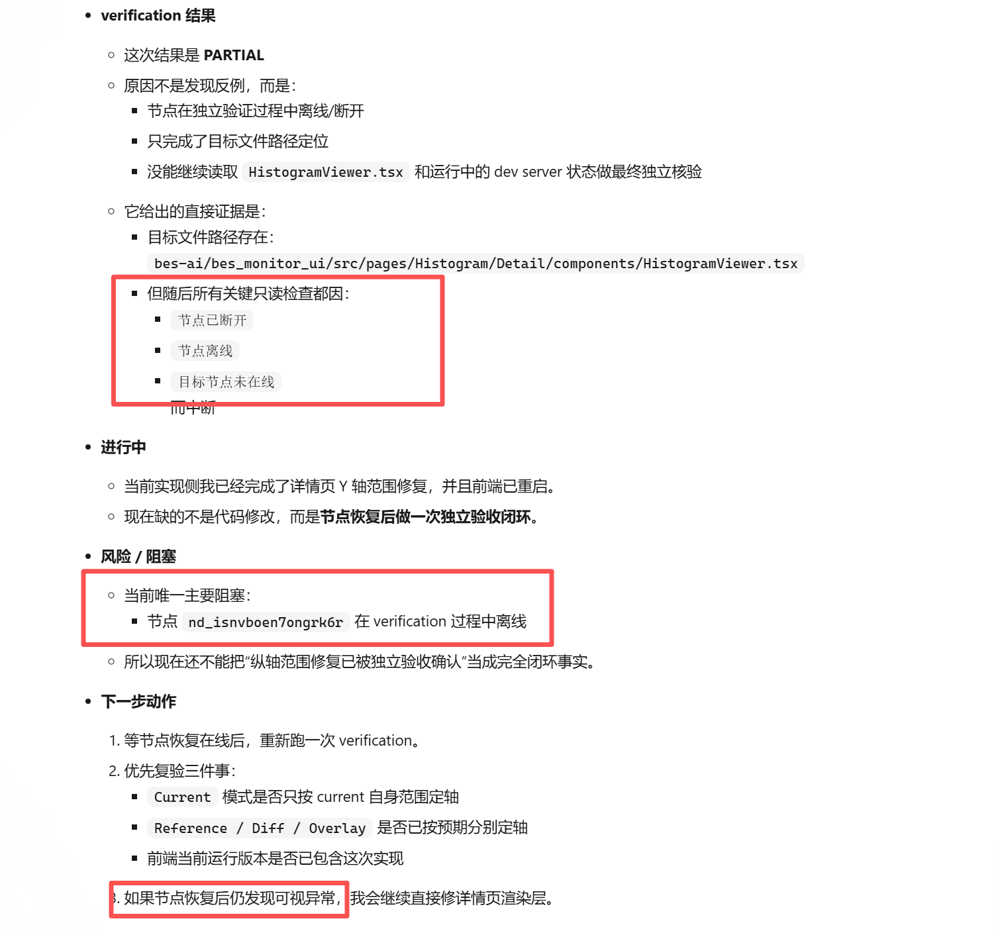 verification 结果
这次结果是 PARTIAL
原因不是发现反例，而是：
节点在独立验证过程中离线/断开
只完成了目标文件路径定位
没能继续读取 HistogramViewer.tsx 和运行中的 dev server 状态做最终独立核验
它给出的直接证据是：
目标文件路径存在：
bes-ai/bes_monitor_ui/src/pages/Histogram/Detail/components/HistogramViewer.tsx
但随后所有关键只读检查都因：
节点已断开
节点离线
目标节点未在线
而中断
进行中
当前实现侧我已经完成了详情页 Y 轴范围修复，并且前端已重启。
现在缺的不是代码修改，而是节点恢复后做一次独立验收闭环。
风险 / 阻塞
当前唯一主要阻塞：
节点 nd_isnvboen7ongrk6r 在 verification 过程中离线
所以现在还不能把“纵轴范围修复已被独立验收确认”当成完全闭环事实。
下一步动作
1. 等节点恢复在线后，重新跑一次 verification。
2. 优先复验三件事：
Current 模式是否只按 current 自身范围定轴
Reference / Diff / Overlay 是否已按预期分别定轴
前端当前运行版本是否已包含这次实现
3. 如果节点恢复后仍发现可视异常，我会继续直接修详情页渲染层。